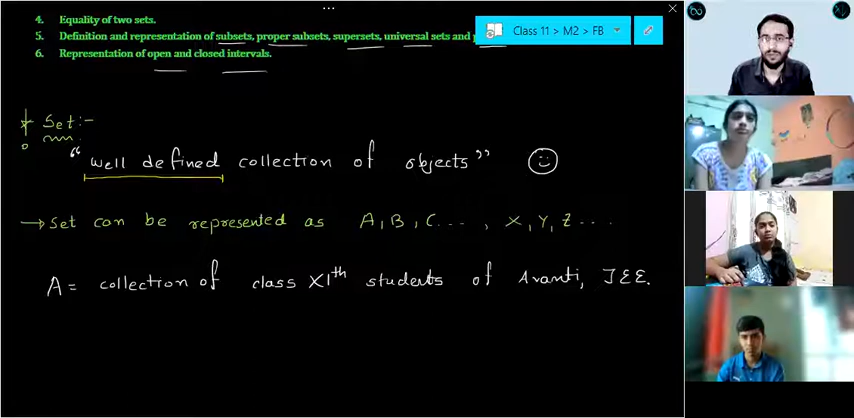 4. Equality of two sets.
5. Definition and representation of subsets, proper subsets, supersets, universal sets and
6. Representation of open and closed intervals.
Class 11 > M2 > FB
* Set:-
"well defined collection of objects"
→ Set can be represented as A, B, C...., X, Y, Z ....
A = collection of class XIth students of Avanti, JEE.